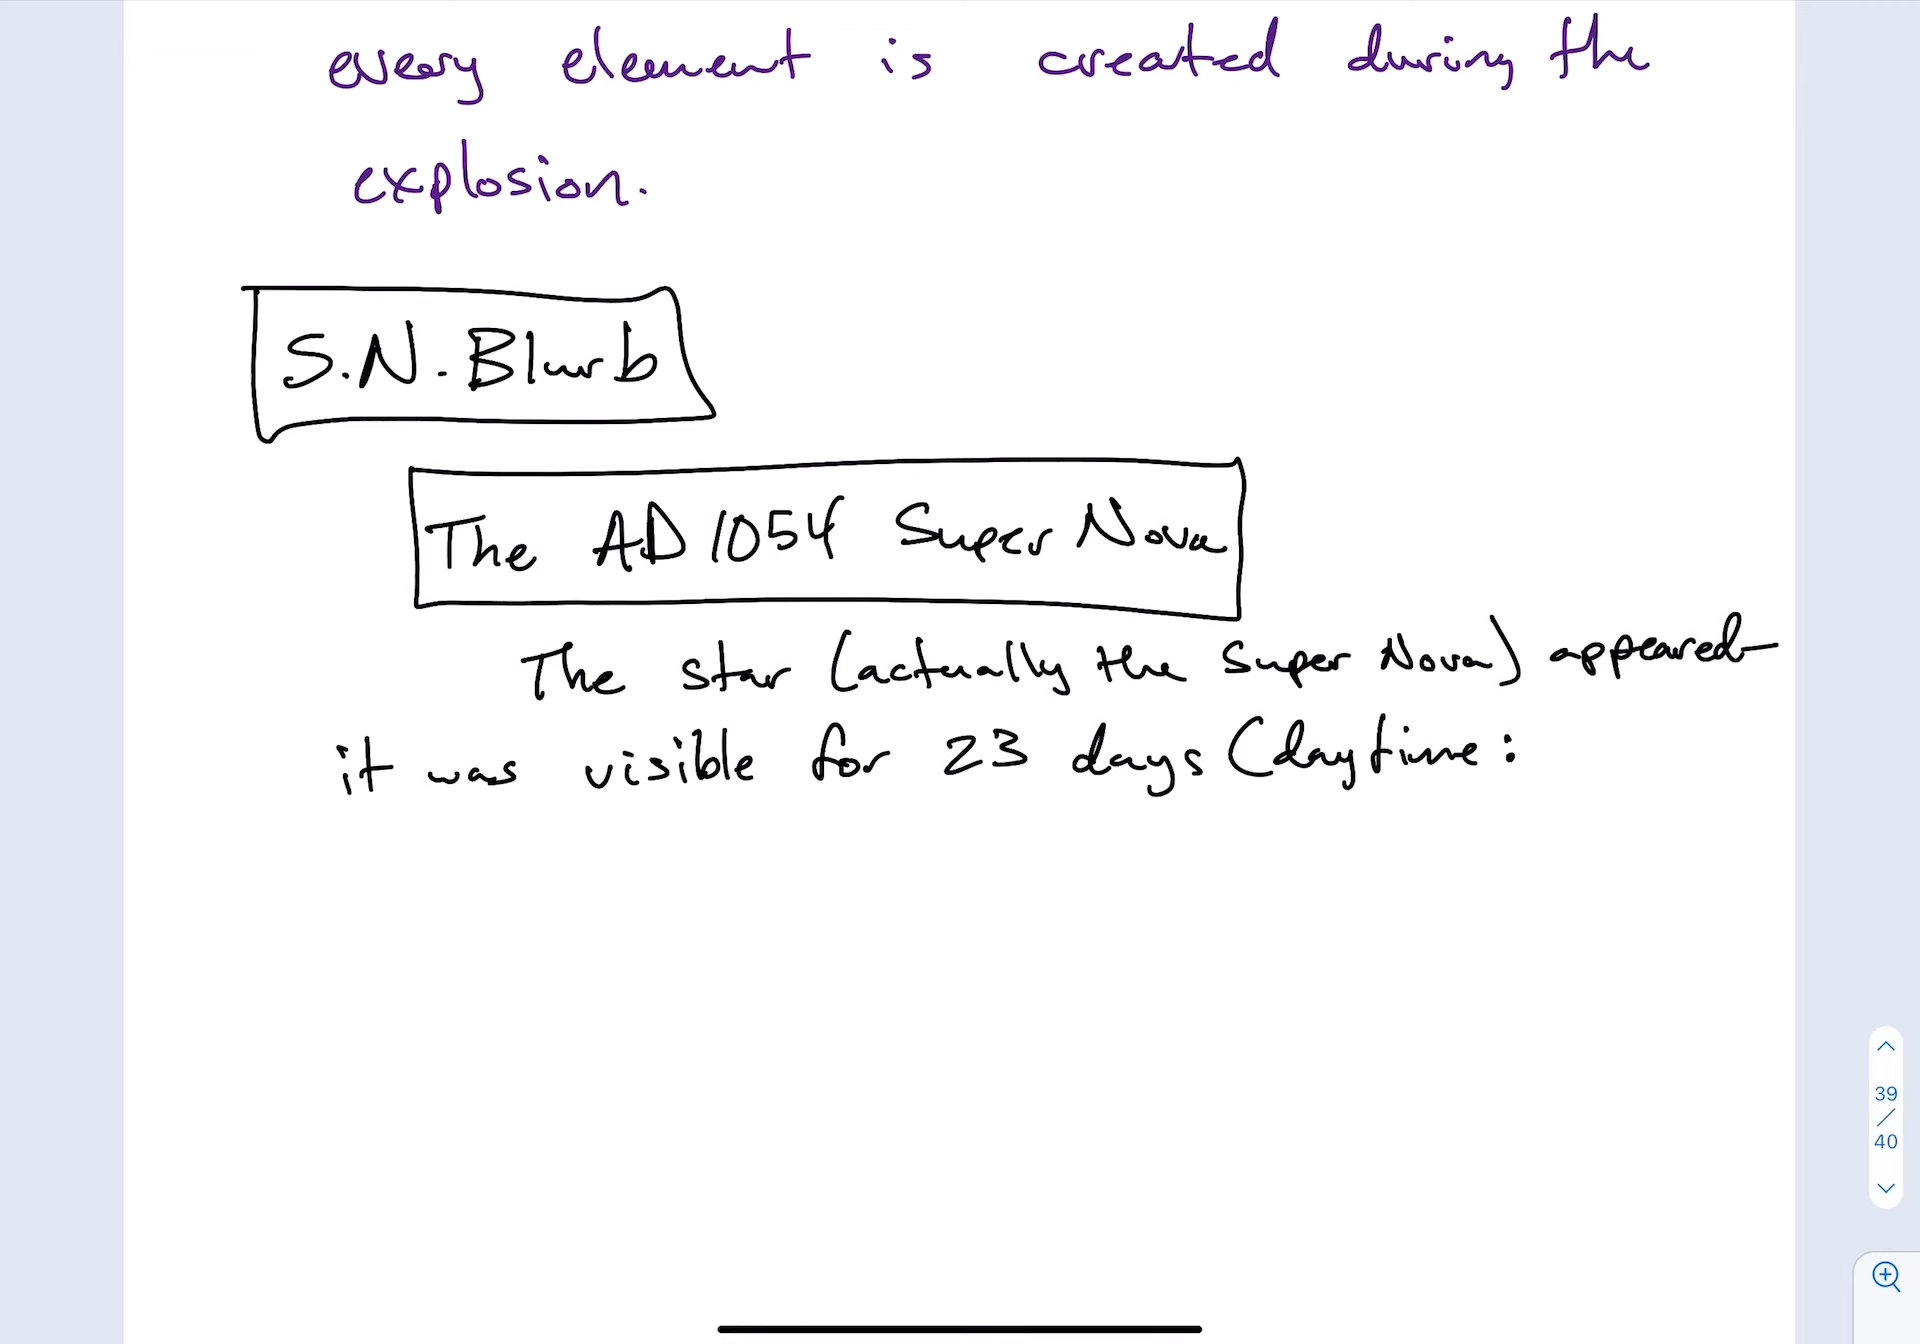 every element is created during the
explosion.
S.N. Blurb
The AD 1054 Super Nova
The star (actually the Super Nova) appeared—
it was visible for 23 days (daytime:
39
/
40